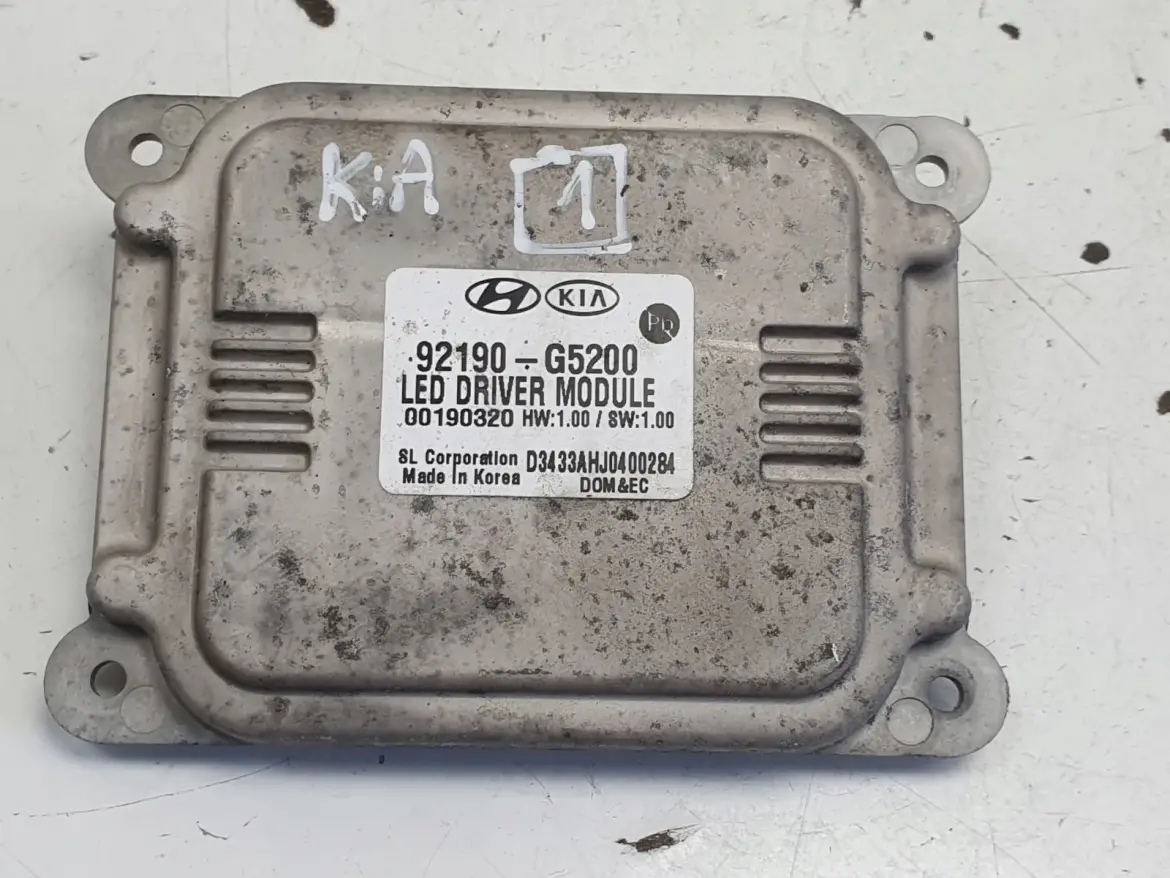 KiA 1
KIA
Pb
92190-G5200
LED DRIVER MODULE
00190320 HW:1.00 / SW:1.00
SL Corporation D3433AHJ0400284
Made In Korea DOM&EC